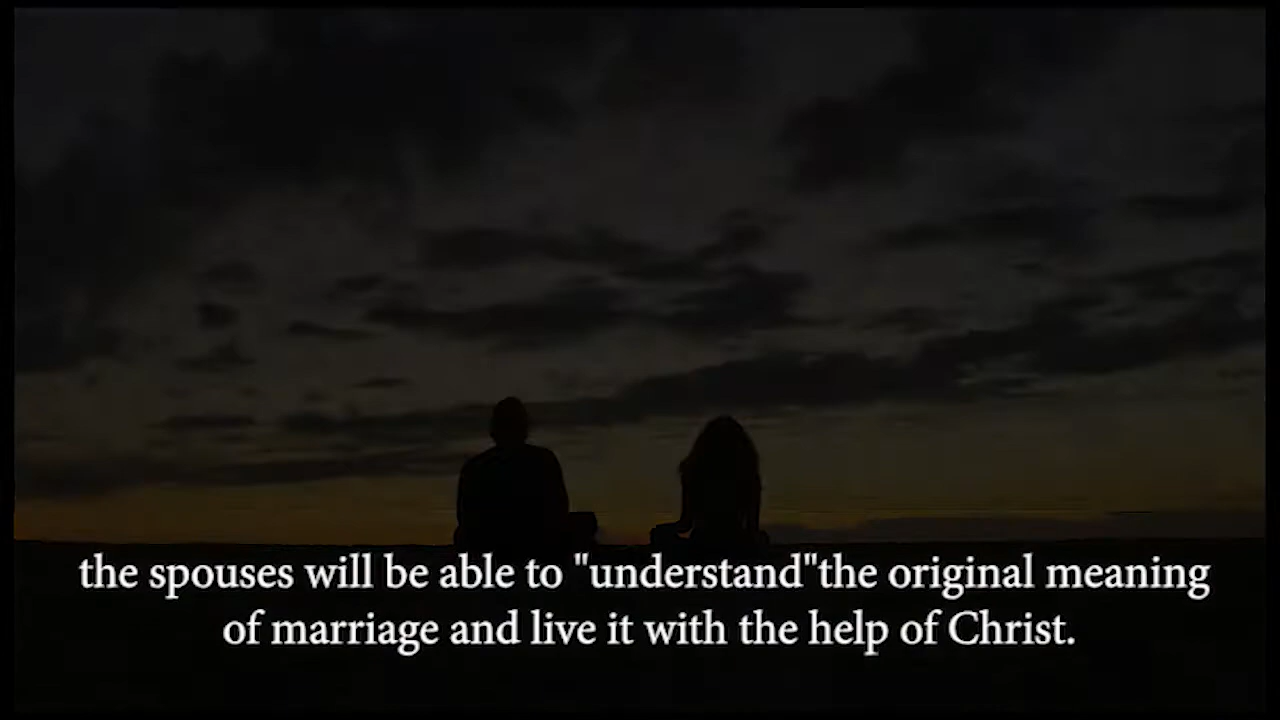 the spouses will be able to "understand"the original meaning
of marriage and live it with the help of Christ.